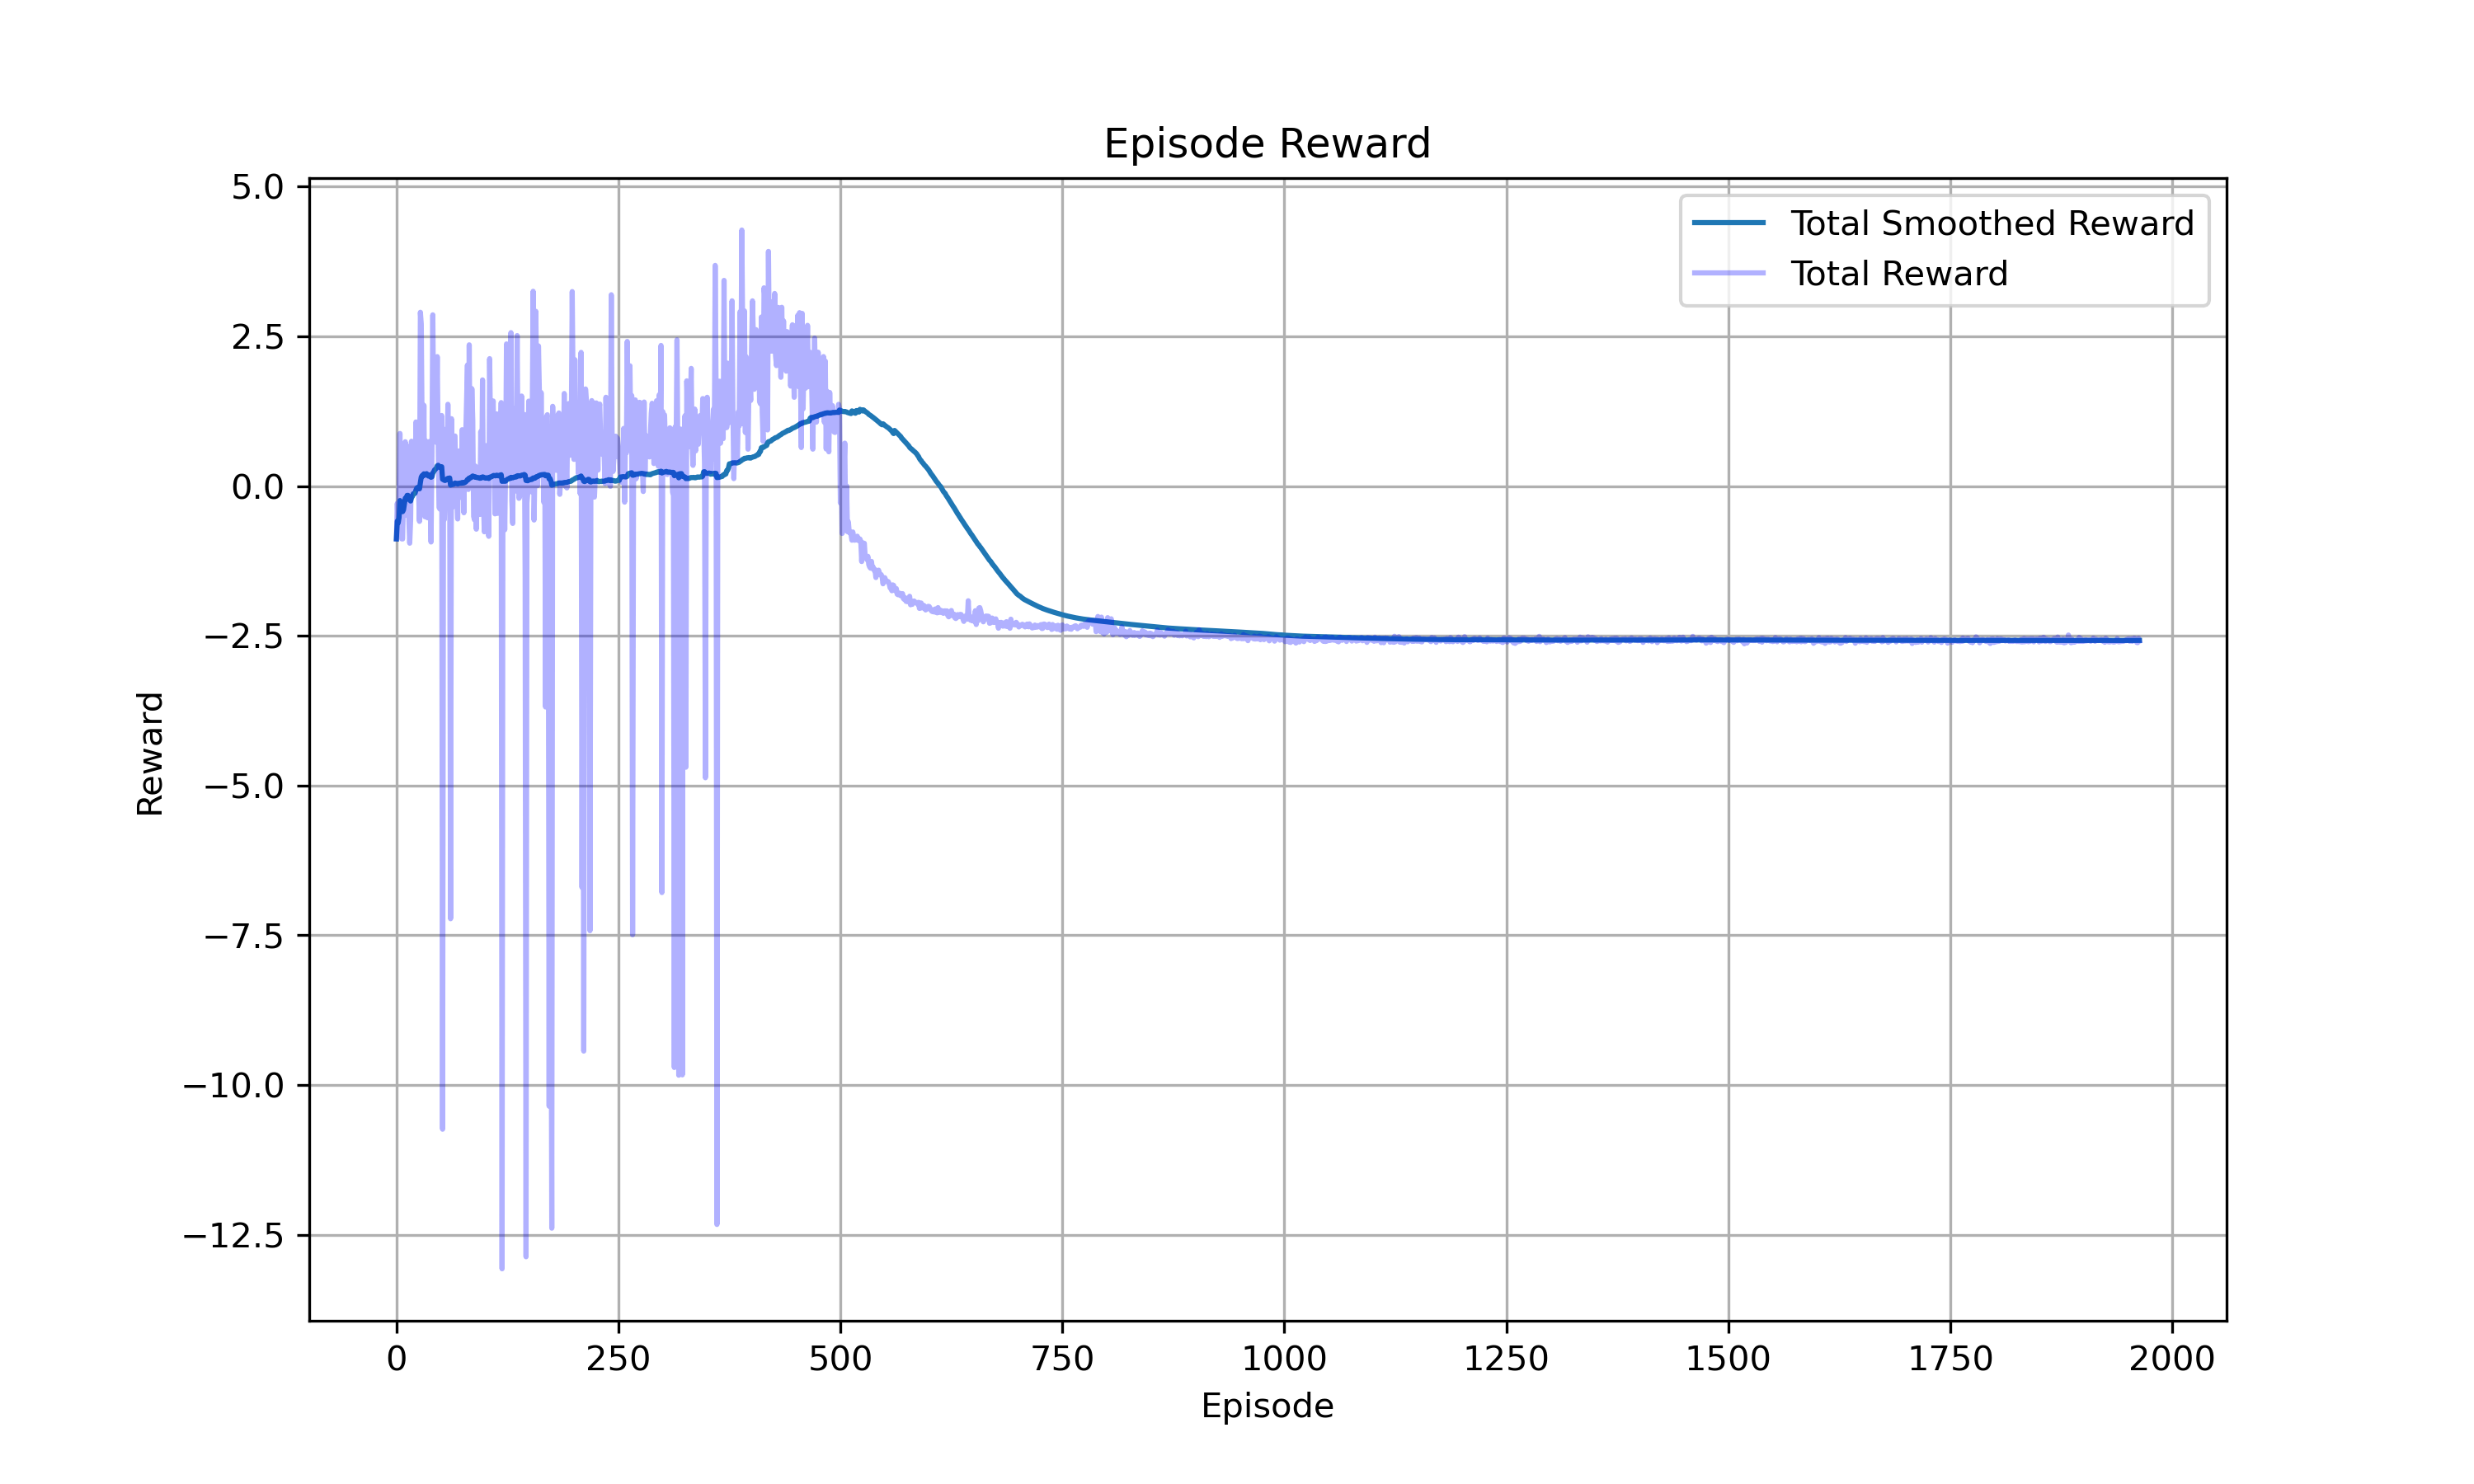 Episode Reward
Total Smoothed Reward
Total Reward
5.0
2.5
0.0
−2.5
−5.0
−7.5
−10.0
−12.5
Reward
0 250 500 750 1000 1250 1500 1750 2000
Episode